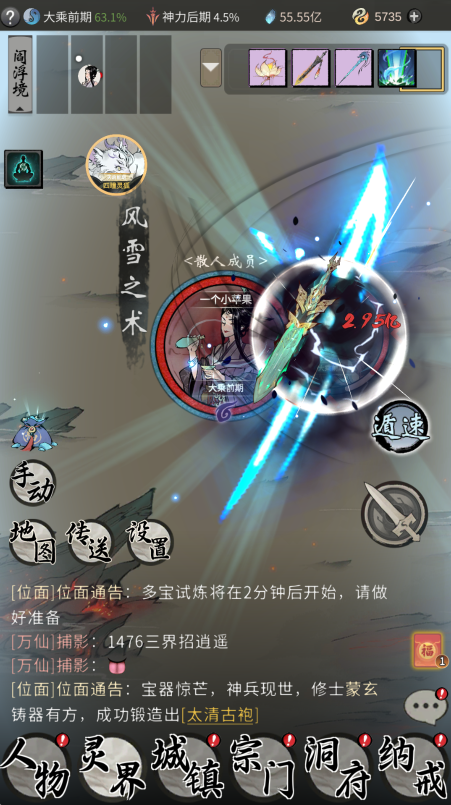 ? 大乘前期 63.1% 神力后期 4.5% 55.55亿 5735 +
阎浮境
四瞳灵狐
风雪之术
<散人成员>
一个小苹果
大乘前期
2.95亿
遁速
手动
地图 传送 设置
[位面]位面通告：多宝试炼将在2分钟后开始，请做
好准备
[万仙]捕影：1476三界招逍遥
[万仙]捕影：👅
福
1
[位面]位面通告：宝器惊芒，神兵现世，修士蒙玄
铸器有方，成功锻造出[太清古袍]
人物 灵界 城镇 宗门 洞府 纳戒